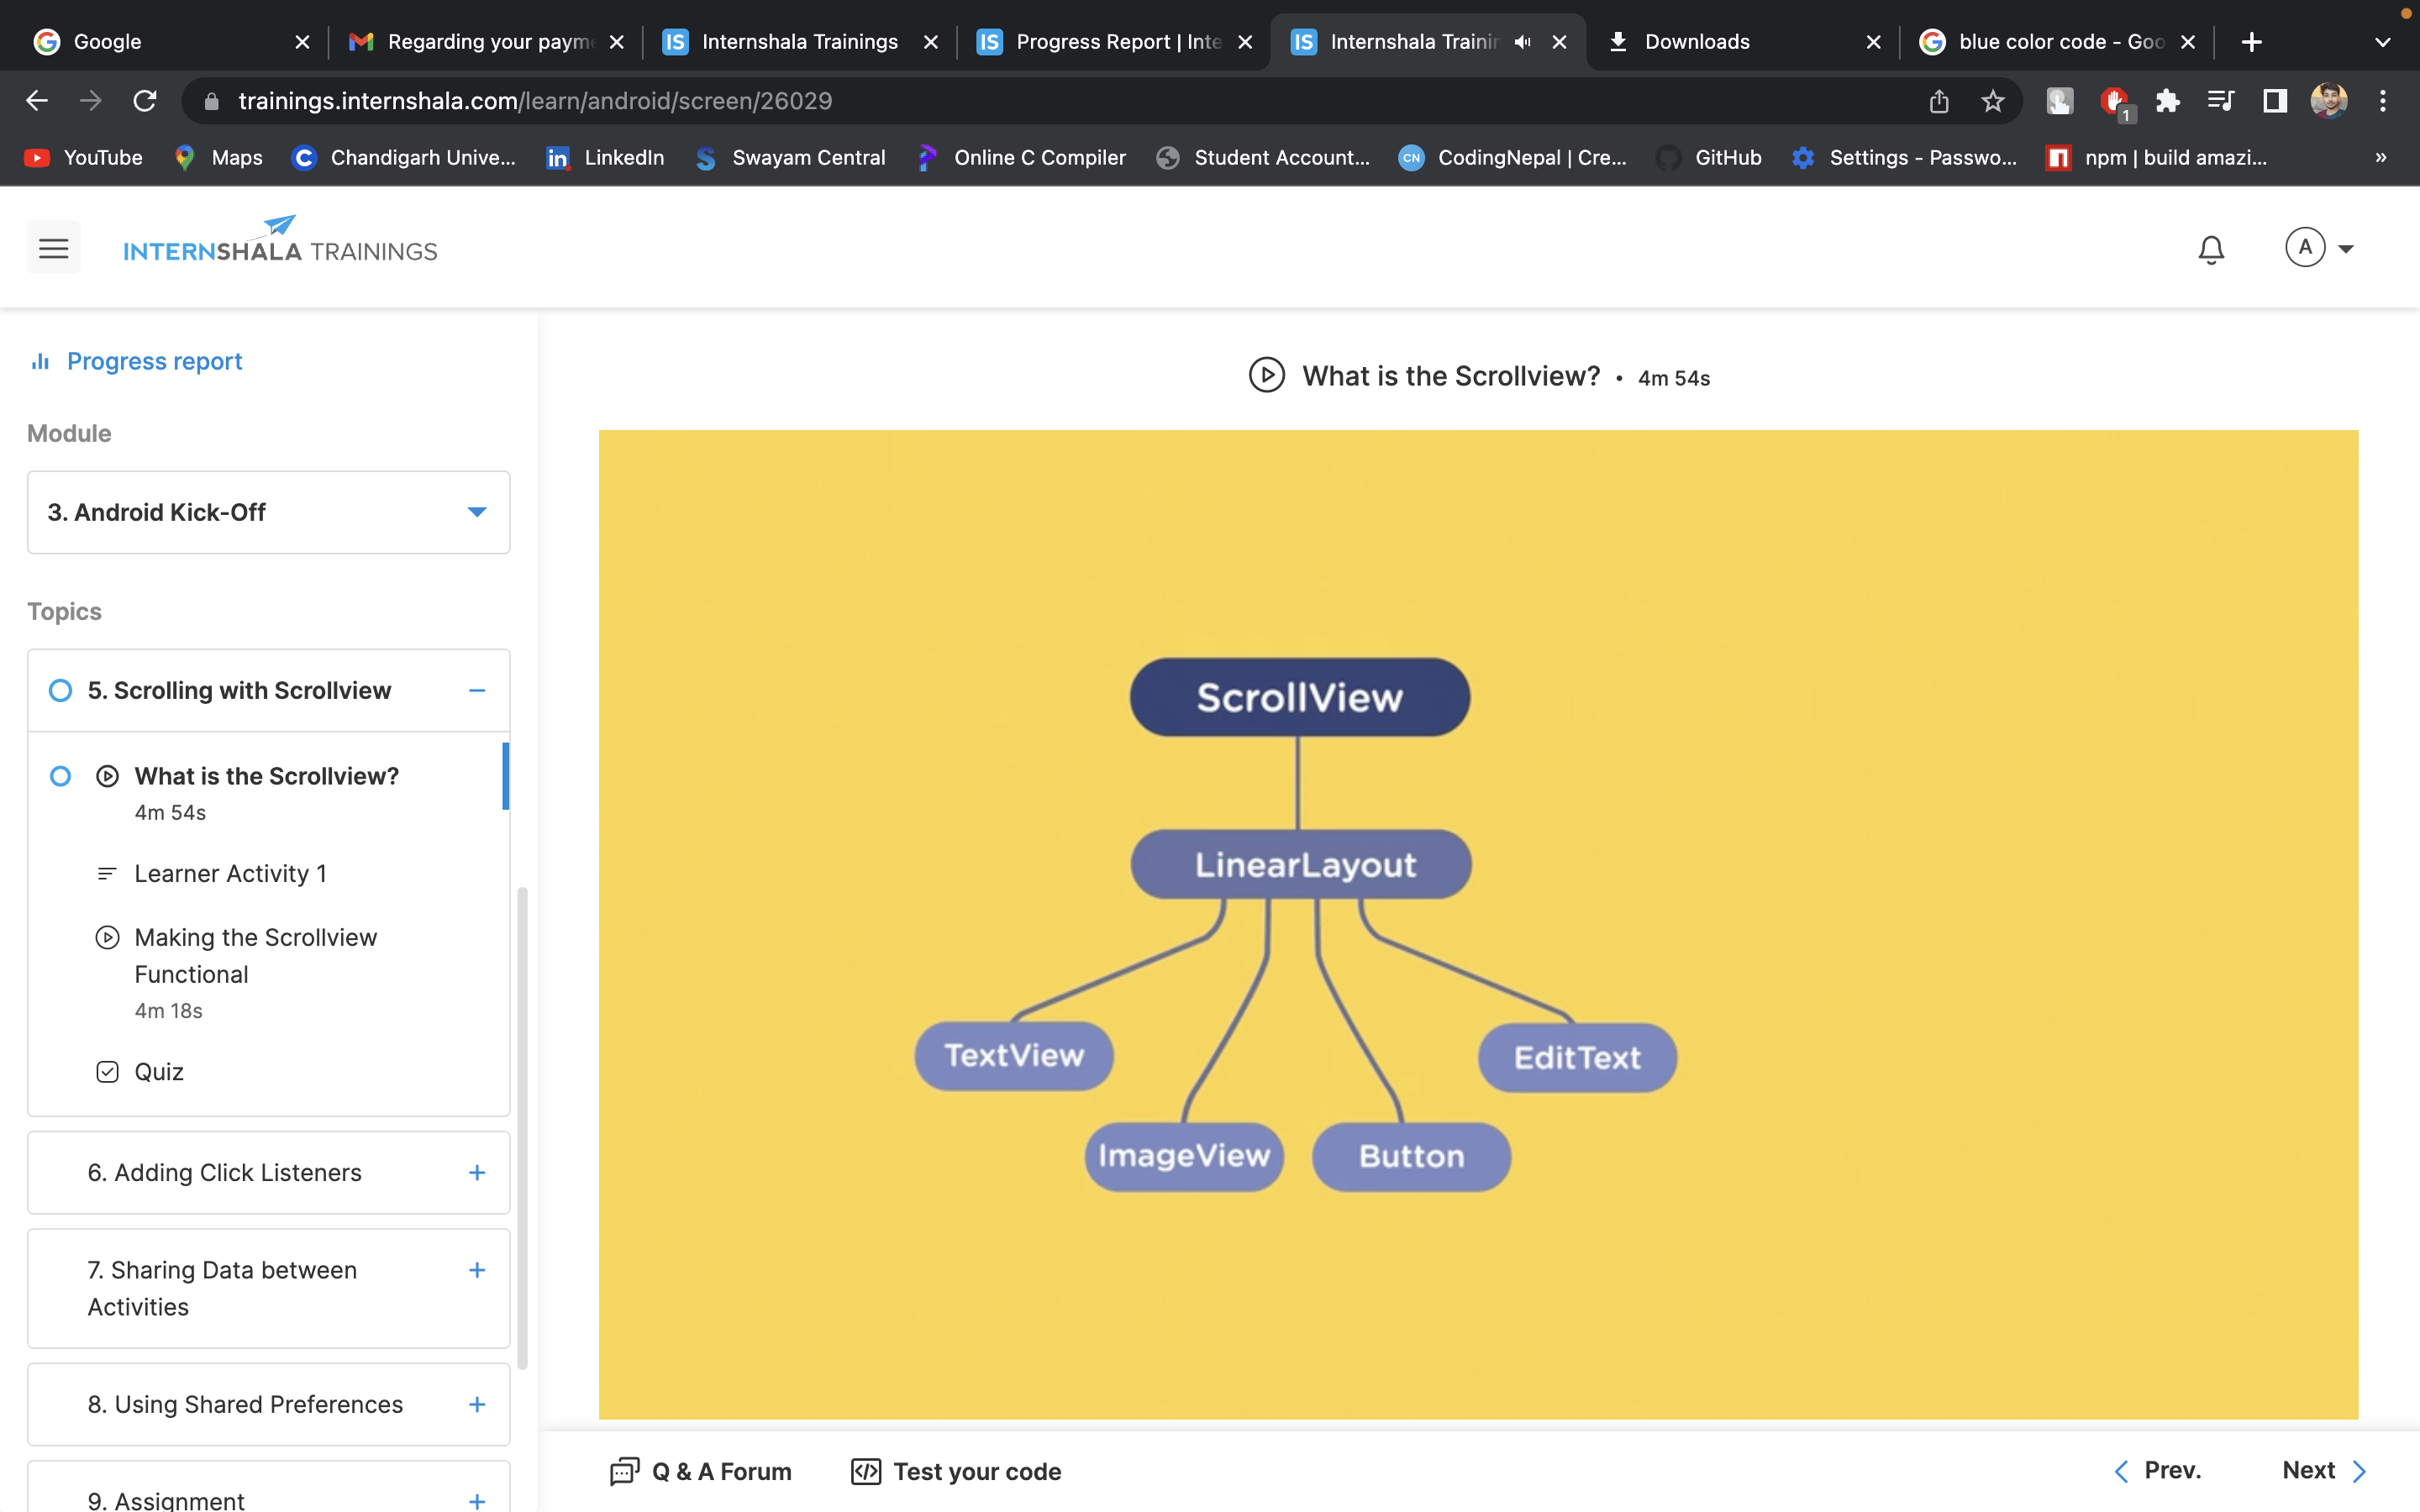 Google
Regarding your payme
Internshala Trainings
Progress Report | Inte
Internshala Trainin
Downloads
blue color code - Goo
trainings.internshala.com/learn/android/screen/26029
1
YouTube
Maps
Chandigarh Unive...
LinkedIn
Swayam Central
Online C Compiler
Student Account...
CN
CodingNepal | Cre...
GitHub
Settings - Passwo...
npm | build amazi...
»
INTERNSHALA TRAININGS
A
Progress report
Module
3. Android Kick-Off
Topics
5. Scrolling with Scrollview
What is the Scrollview?
4m 54s
Learner Activity 1
Making the Scrollview
Functional
4m 18s
Quiz
6. Adding Click Listeners
7. Sharing Data between
Activities
8. Using Shared Preferences
9. Assignment
What is the Scrollview? • 4m 54s
ScrollView
LinearLayout
TextView
EditText
ImageView
Button
Q & A Forum
Test your code
Prev.
Next